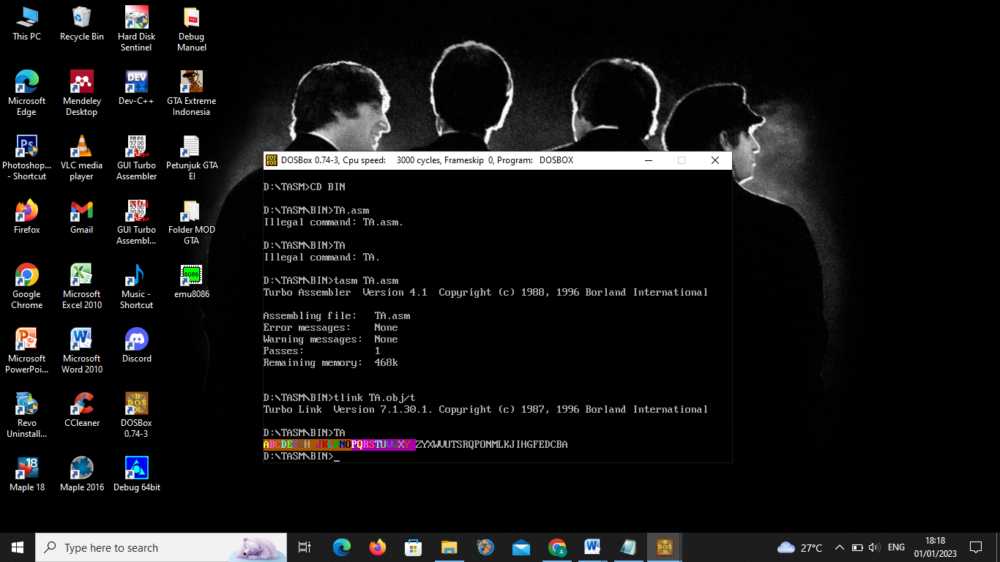 This PC
Recycle Bin
Hard Disk
Sentinel
Debug
Manuel
Microsoft
Edge
Mendeley
Desktop
Dev-C++
GTA Extreme
Indonesia
Photoshop...
- Shortcut
VLC media
player
GUI Turbo
Assembler
Petunjuk GTA
EI
Firefox
Gmail
GUI Turbo
Assembl...
Folder MOD
GTA
Google
Chrome
Microsoft
Excel 2010
Music -
Shortcut
emu8086
Microsoft
PowerPoi...
Microsoft
Word 2010
Discord
Revo
Uninstall...
CCleaner
DOSBox
0.74-3
Maple 18
Maple 2016
Debug 64bit
DOSBox 0.74-3, Cpu speed: 3000 cycles, Frameskip 0, Program: DOSBOX
D:\TASM>CD BIN
D:\TASM\BIN>TA.asm
Illegal command: TA.asm.
D:\TASM\BIN>TA
Illegal command: TA.
D:\TASM\BIN>tasm TA.asm
Turbo Assembler Version 4.1 Copyright (c) 1988, 1996 Borland International
Assembling file: TA.asm
Error messages: None
Warning messages: None
Passes: 1
Remaining memory: 468k
D:\TASM\BIN>tlink TA.obj/t
Turbo Link Version 7.1.30.1. Copyright (c) 1987, 1996 Borland International
D:\TASM\BIN>TA
ABCDEFGH JKLMNOPQRSTUVWXY ZYXWVUTSRQPONMLKJIHGFEDCBA
D:\TASM\BIN>_
Type here to search
27°C
ENG
18:18
01/01/2023